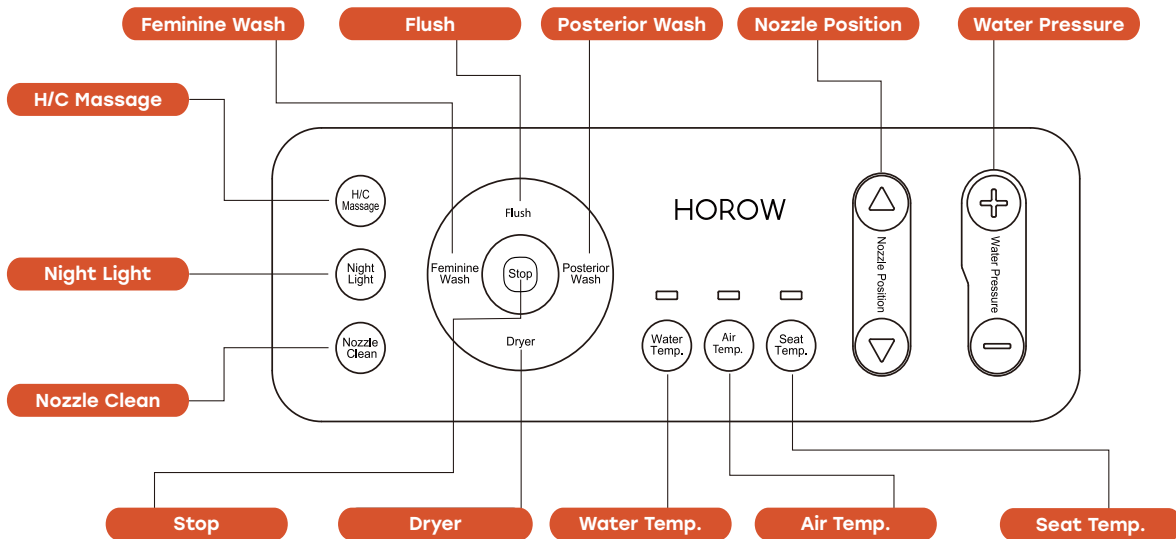 Feminine Wash
Flush
Posterior Wash
Nozzle Position
Water Pressure
H/C Massage
Night Light
Nozzle Clean
H/C
Massage
Night
Light
Nozzle
Clean
Flush
Feminine
Wash
Stop
Posterior
Wash
Dryer
HOROW
Water
Temp.
Air
Temp.
Seat
Temp.
Nozzle Position
Water Pressure
Stop
Dryer
Water Temp.
Air Temp.
Seat Temp.